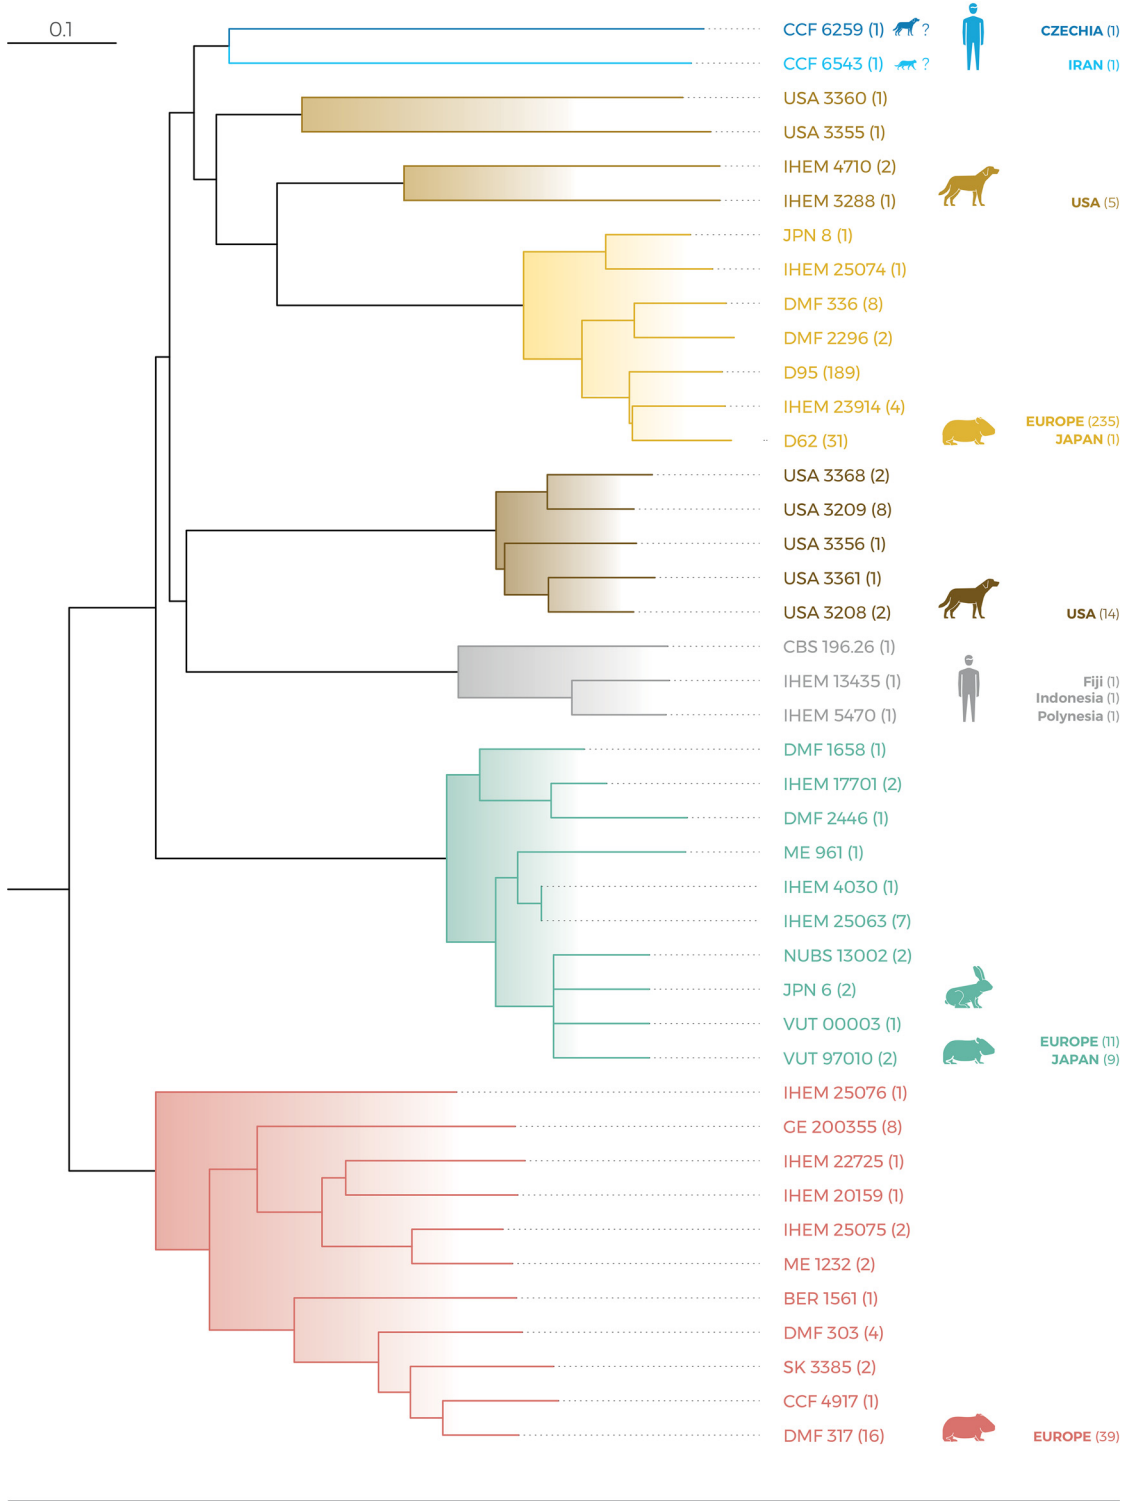 0.1
CCF 6259 (1) ? CZECHIA (1)
CCF 6543 (1) ? IRAN (1)
USA 3360 (1)
USA 3355 (1)
IHEM 4710 (2)
IHEM 3288 (1) USA (5)
JPN 8 (1)
IHEM 25074 (1)
DMF 336 (8)
DMF 2296 (2)
D95 (189)
IHEM 23914 (4)
EUROPE (235)
D62 (31) JAPAN (1)
USA 3368 (2)
USA 3209 (8)
USA 3356 (1)
USA 3361 (1)
USA 3208 (2) USA (14)
CBS 196.26 (1)
IHEM 13435 (1) Fiji (1)
Indonesia (1)
IHEM 5470 (1) Polynesia (1)
DMF 1658 (1)
IHEM 17701 (2)
DMF 2446 (1)
ME 961 (1)
IHEM 4030 (1)
IHEM 25063 (7)
NUBS 13002 (2)
JPN 6 (2)
VUT 00003 (1)
EUROPE (11)
VUT 97010 (2) JAPAN (9)
IHEM 25076 (1)
GE 200355 (8)
IHEM 22725 (1)
IHEM 20159 (1)
IHEM 25075 (2)
ME 1232 (2)
BER 1561 (1)
DMF 303 (4)
SK 3385 (2)
CCF 4917 (1)
DMF 317 (16) EUROPE (39)